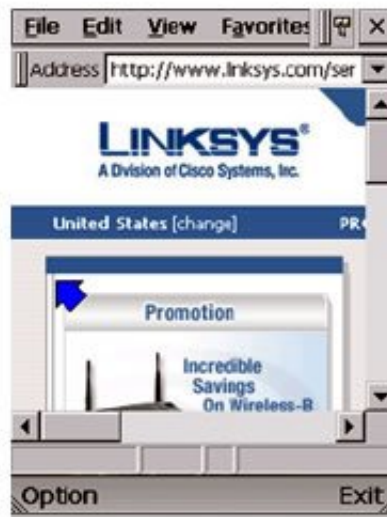 File Edit View Favorites
Address http://www.linksys.com/ser
LINKSYS®
A Division of Cisco Systems, Inc.
United States [change] PR
Promotion
Incredible
Savings
On Wireless-B
Option Exit